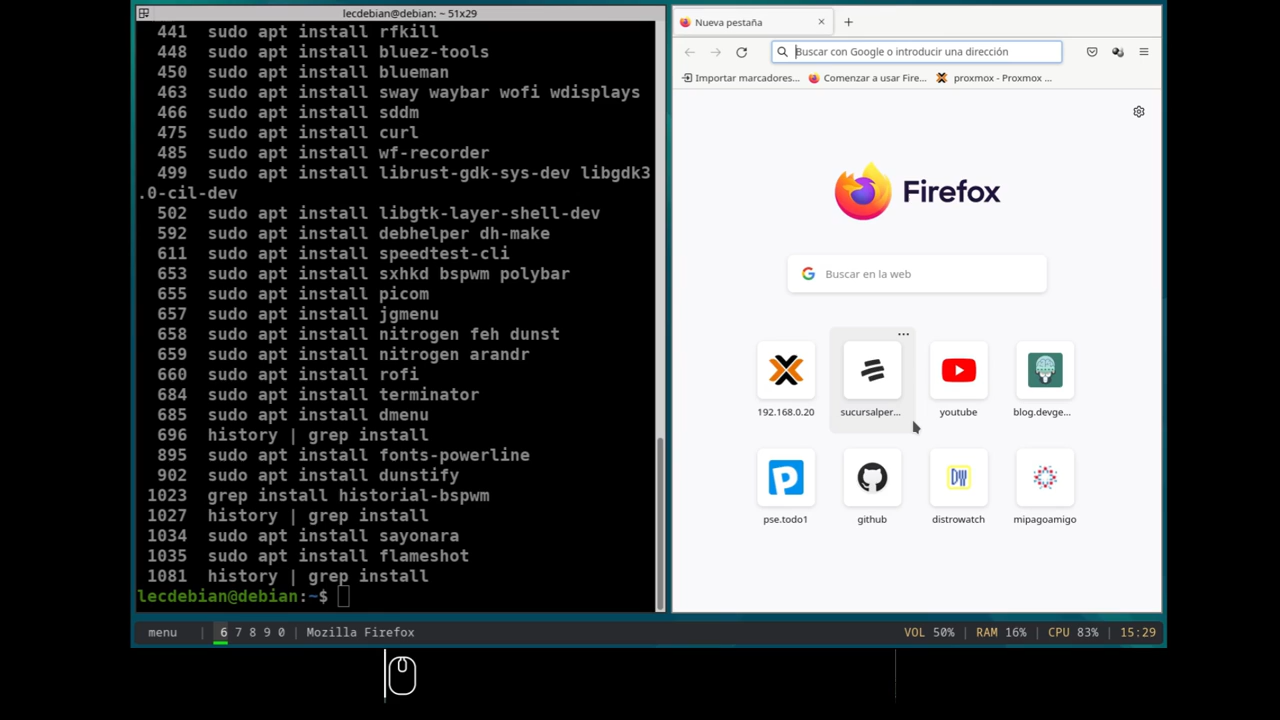 lecdebian@debian: ~ 51x29
441  sudo apt install rfkill
448  sudo apt install bluez-tools
450  sudo apt install blueman
463  sudo apt install sway waybar wofi wdisplays
466  sudo apt install sddm
475  sudo apt install curl
485  sudo apt install wf-recorder
499  sudo apt install librust-gdk-sys-dev libgdk3
.0-cil-dev
502  sudo apt install libgtk-layer-shell-dev
592  sudo apt install debhelper dh-make
611  sudo apt install speedtest-cli
653  sudo apt install sxhkd bspwm polybar
655  sudo apt install picom
657  sudo apt install jgmenu
658  sudo apt install nitrogen feh dunst
659  sudo apt install nitrogen arandr
660  sudo apt install rofi
684  sudo apt install terminator
685  sudo apt install dmenu
696  history | grep install
895  sudo apt install fonts-powerline
902  sudo apt install dunstify
1023  grep install historial-bspwm
1027  history | grep install
1034  sudo apt install sayonara
1035  sudo apt install flameshot
1081  history | grep install
lecdebian@debian:~$
Nueva pestaña
Buscar con Google o introducir una dirección
Importar marcadores... Comenzar a usar Fire... proxmox - Proxmox ...
Firefox
Buscar en la web
192.168.0.20 sucursalper... youtube blog.devge...
pse.todo1 github distrowatch mipagoamigo
menu | 6 7 8 9 0 | Mozilla Firefox VOL 50% | RAM 16% | CPU 83% | 15:29